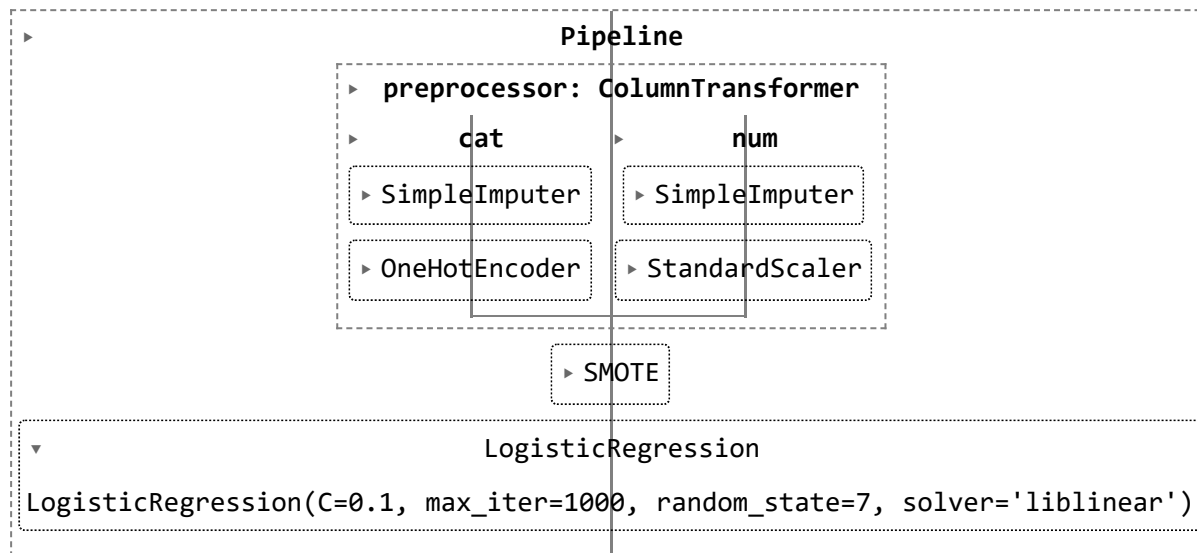 Pipeline
preprocessor: ColumnTransformer
cat num
SimpleImputer SimpleImputer
OneHotEncoder StandardScaler
SMOTE
LogisticRegression
LogisticRegression(C=0.1, max_iter=1000, random_state=7, solver='liblinear')